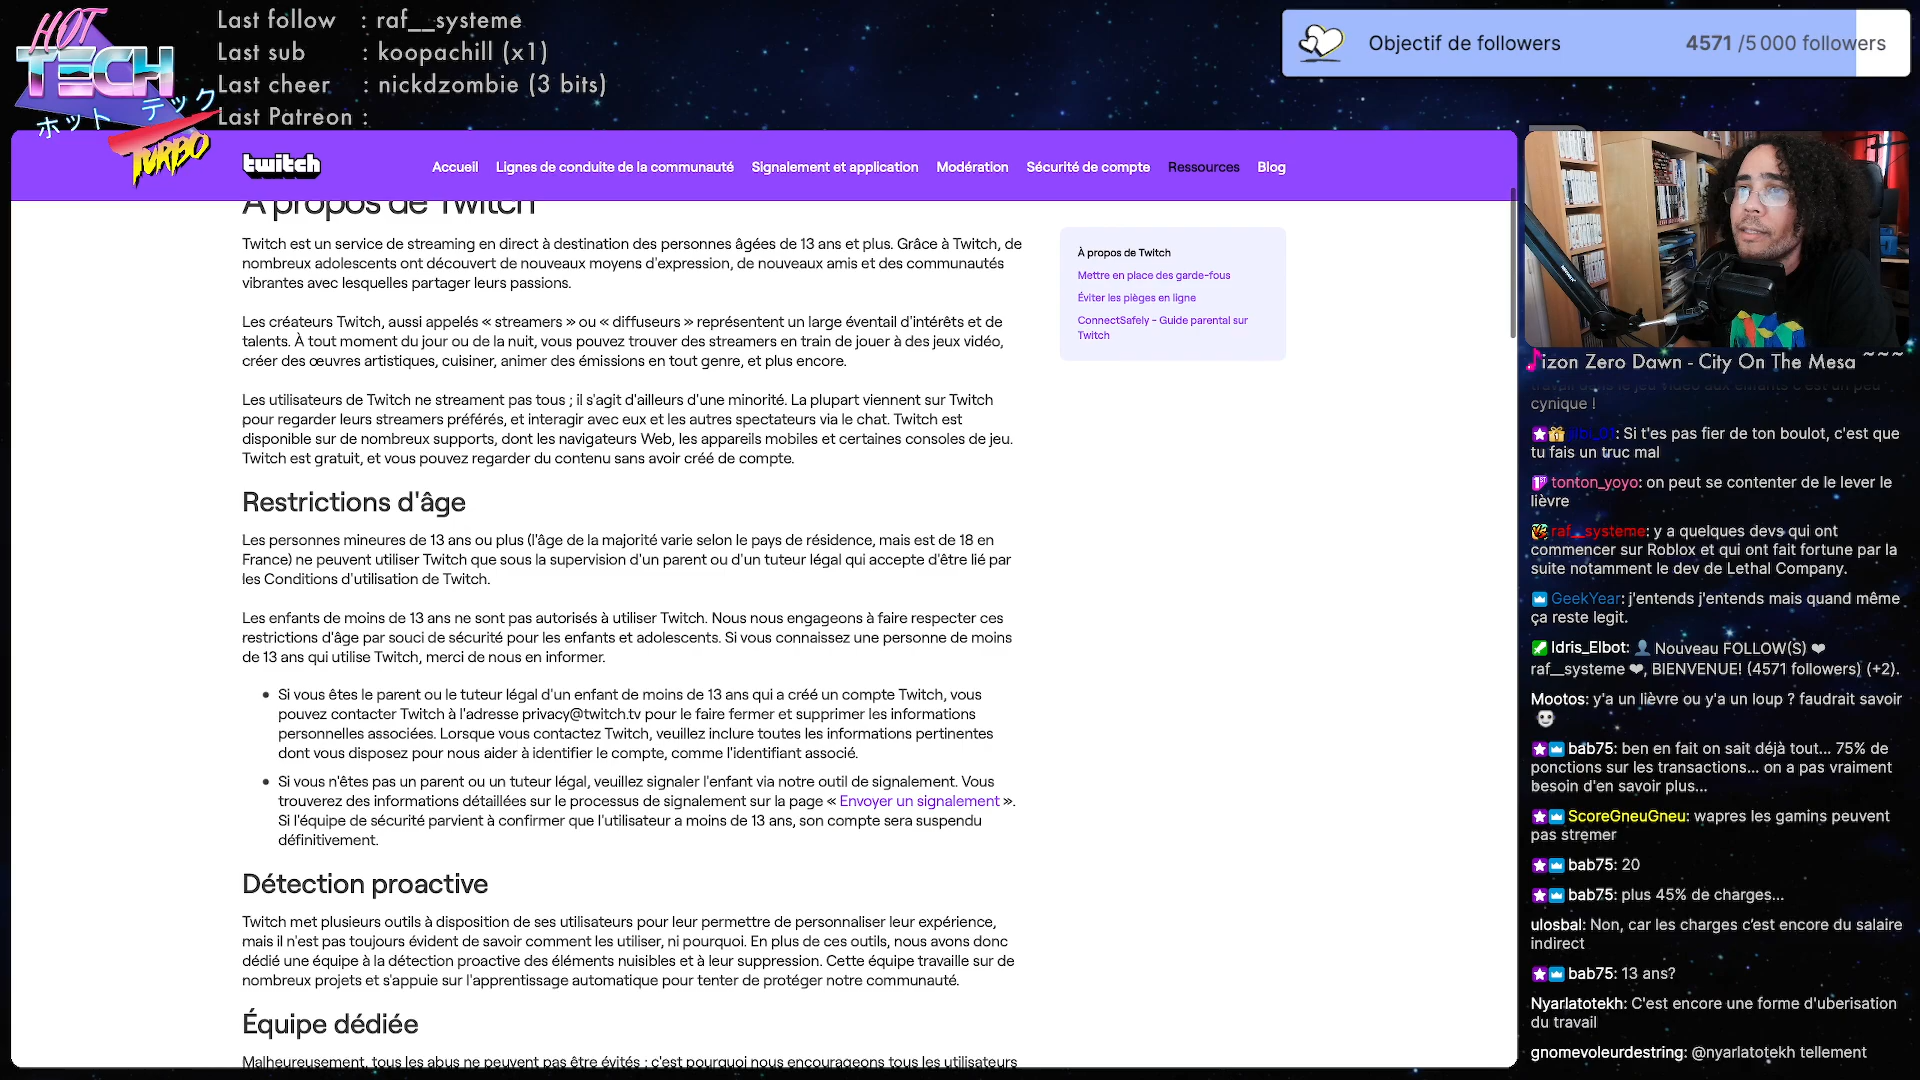 HOT
TECH
ホット テック
TURBO
Last follow : raf__systeme
Last sub : koopachill (x1)
Last cheer : nickdzombie (3 bits)
Last Patreon :
Objectif de followers
4571 /5 000 followers
twitch
Accueil
Lignes de conduite de la communauté
Signalement et application
Modération
Sécurité de compte
Ressources
Blog
À propos de Twitch
Twitch est un service de streaming en direct à destination des personnes âgées de 13 ans et plus. Grâce à Twitch, de
nombreux adolescents ont découvert de nouveaux moyens d'expression, de nouveaux amis et des communautés
vibrantes avec lesquelles partager leurs passions.
Les créateurs Twitch, aussi appelés « streamers » ou « diffuseurs » représentent un large éventail d'intérêts et de
talents. À tout moment du jour ou de la nuit, vous pouvez trouver des streamers en train de jouer à des jeux vidéo,
créer des œuvres artistiques, cuisiner, animer des émissions en tout genre, et plus encore.
Les utilisateurs de Twitch ne streament pas tous ; il s'agit d'ailleurs d'une minorité. La plupart viennent sur Twitch
pour regarder leurs streamers préférés, et interagir avec eux et les autres spectateurs via le chat. Twitch est
disponible sur de nombreux supports, dont les navigateurs Web, les appareils mobiles et certaines consoles de jeu.
Twitch est gratuit, et vous pouvez regarder du contenu sans avoir créé de compte.
Restrictions d'âge
Les personnes mineures de 13 ans ou plus (l'âge de la majorité varie selon le pays de résidence, mais est de 18 en
France) ne peuvent utiliser Twitch que sous la supervision d'un parent ou d'un tuteur légal qui accepte d'être lié par
les Conditions d'utilisation de Twitch.
Les enfants de moins de 13 ans ne sont pas autorisés à utiliser Twitch. Nous nous engageons à faire respecter ces
restrictions d'âge par souci de sécurité pour les enfants et adolescents. Si vous connaissez une personne de moins
de 13 ans qui utilise Twitch, merci de nous en informer.
• Si vous êtes le parent ou le tuteur légal d'un enfant de moins de 13 ans qui a créé un compte Twitch, vous
pouvez contacter Twitch à l'adresse privacy@twitch.tv pour le faire fermer et supprimer les informations
personnelles associées. Lorsque vous contactez Twitch, veuillez inclure toutes les informations pertinentes
dont vous disposez pour nous aider à identifier le compte, comme l'identifiant associé.
• Si vous n'êtes pas un parent ou un tuteur légal, veuillez signaler l'enfant via notre outil de signalement. Vous
trouverez des informations détaillées sur le processus de signalement sur la page « Envoyer un signalement ».
Si l'équipe de sécurité parvient à confirmer que l'utilisateur a moins de 13 ans, son compte sera suspendu
définitivement.
Détection proactive
Twitch met plusieurs outils à disposition de ses utilisateurs pour leur permettre de personnaliser leur expérience,
mais il n'est pas toujours évident de savoir comment les utiliser, ni pourquoi. En plus de ces outils, nous avons donc
dédié une équipe à la détection proactive des éléments nuisibles et à leur suppression. Cette équipe travaille sur de
nombreux projets et s'appuie sur l'apprentissage automatique pour tenter de protéger notre communauté.
Équipe dédiée
Malheureusement, tous les abus ne peuvent pas être évités ; c'est pourquoi nous encourageons tous les utilisateurs
À propos de Twitch
Mettre en place des garde-fous
Éviter les pièges en ligne
ConnectSafely - Guide parental sur
Twitch
izon Zero Dawn - City On The Mesa ~~~
travail dans le jeu vidéo aux enfants c'est un peu
cynique !
: Si t'es pas fier de ton boulot, c'est que
tu fais un truc mal
tonton_yoyo: on peut se contenter de le lever le
lièvre
raf__systeme: y a quelques devs qui ont
commencer sur Roblox et qui ont fait fortune par la
suite notamment le dev de Lethal Company.
GeekYear: j'entends j'entends mais quand même
ça reste legit.
Idris_Elbot: 👤 Nouveau FOLLOW(S) ❤
raf__systeme ❤, BIENVENUE! (4571 followers) (+2).
Mootos: y'a un lièvre ou y'a un loup ? faudrait savoir
bab75: ben en fait on sait déjà tout... 75% de
ponctions sur les transactions... on a pas vraiment
besoin d'en savoir plus...
ScoreGneuGneu: wapres les gamins peuvent
pas stremer
bab75: 20
bab75: plus 45% de charges...
ulosbal: Non, car les charges c'est encore du salaire
indirect
bab75: 13 ans?
Nyarlatotekh: C'est encore une forme d'uberisation
du travail
gnomevoleurdestring: @nyarlatotekh tellement